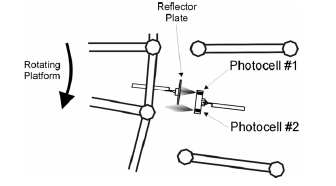 Reflector
Plate
Rotating
Platform
Photocell #1
Photocell #2